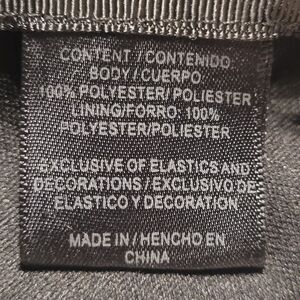 CONTENT / CONTENIDO
BODY / CUERPO
100% POLYESTER/ POLIESTER
LINING/FORRO: 100%
POLYESTER/POLIESTER
EXCLUSIVE OF ELASTICS AND
DECORATIONS / EXCLUSIVO DE
ELASTICO Y DECORATION
MADE IN / HENCHO EN
CHINA